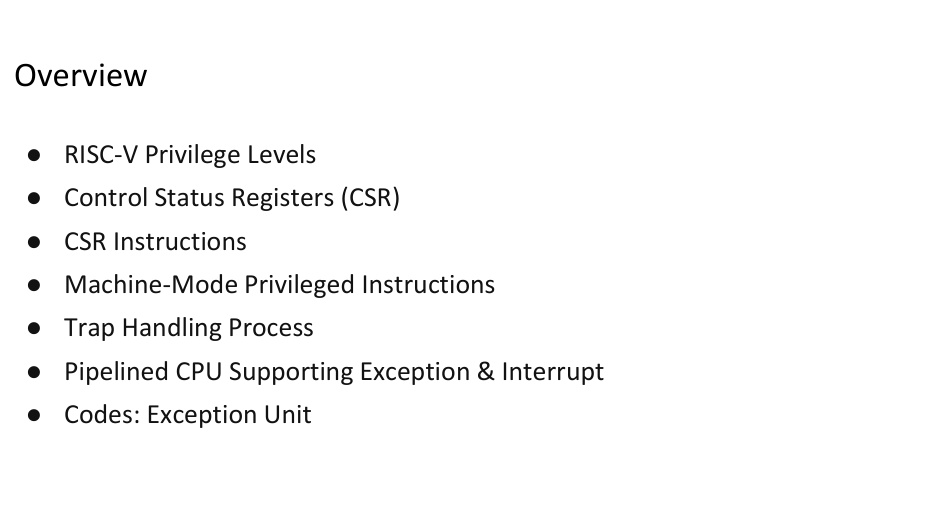 Overview
● RISC-V Privilege Levels
● Control Status Registers (CSR)
● CSR Instructions
● Machine-Mode Privileged Instructions
● Trap Handling Process
● Pipelined CPU Supporting Exception & Interrupt
● Codes: Exception Unit